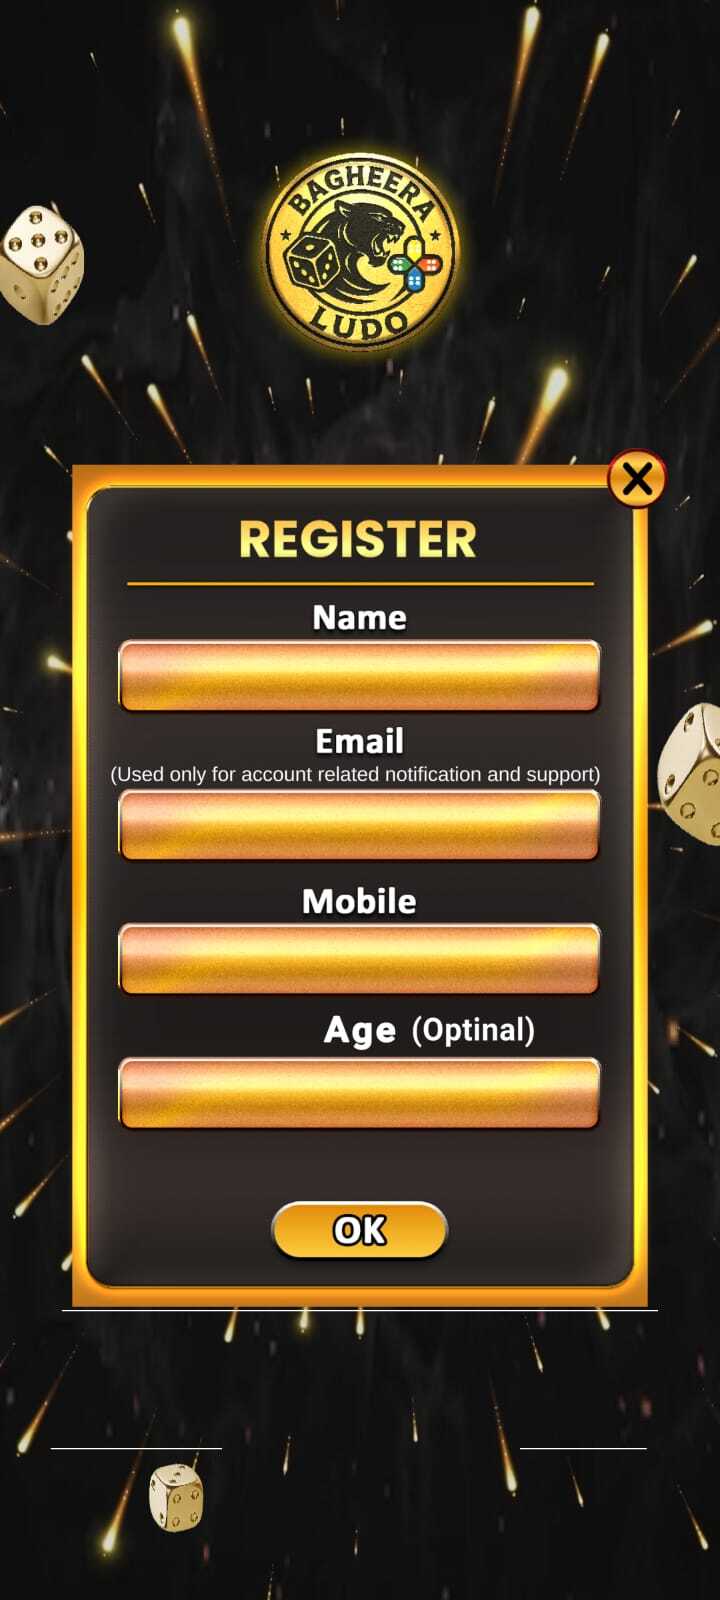 BAGHEERA
LUDO
REGISTER
Name
Email
(Used only for account related notification and support)
Mobile
Age (Optinal)
OK